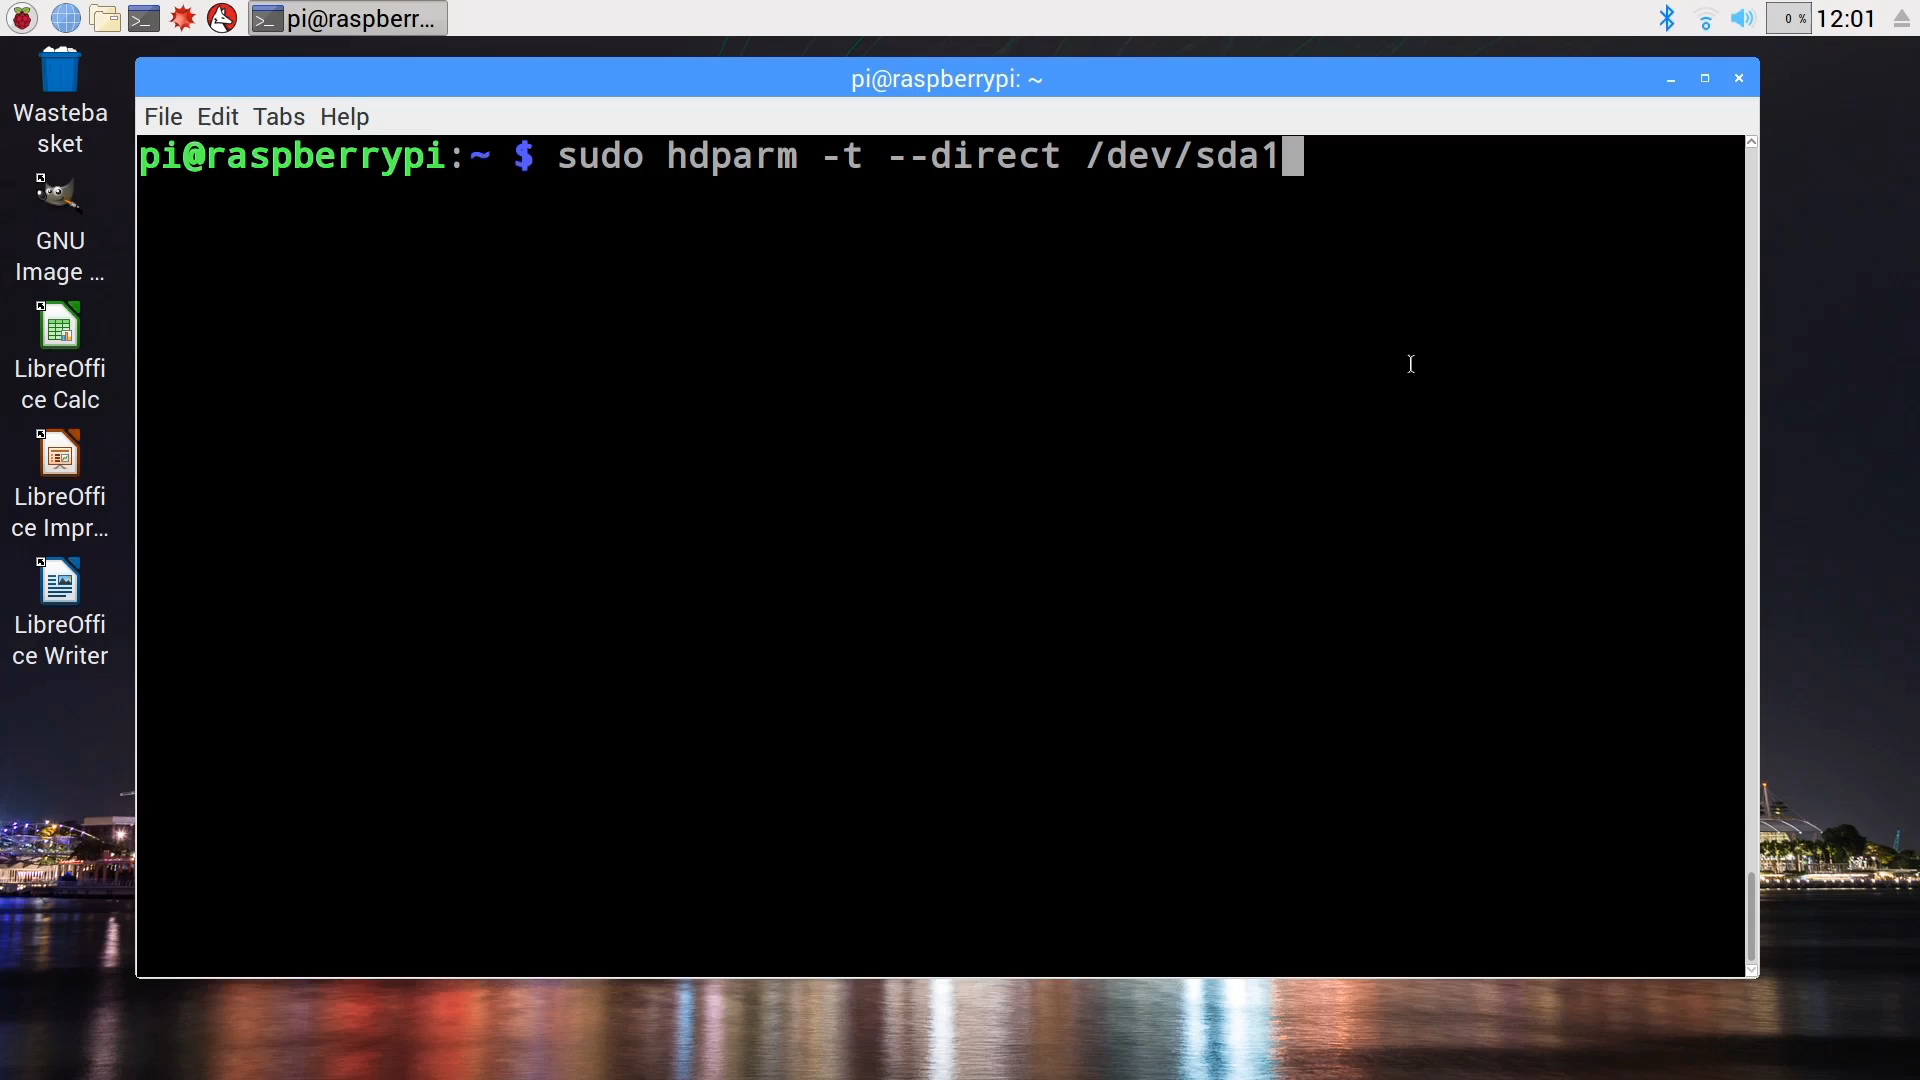 pi@raspberr...
0 %
12:01
pi@raspberrypi: ~
File Edit Tabs Help
pi@raspberrypi:~ $ sudo hdparm -t --direct /dev/sda1
Wasteba
sket
GNU
Image ...
LibreOffi
ce Calc
LibreOffi
ce Impr...
LibreOffi
ce Writer